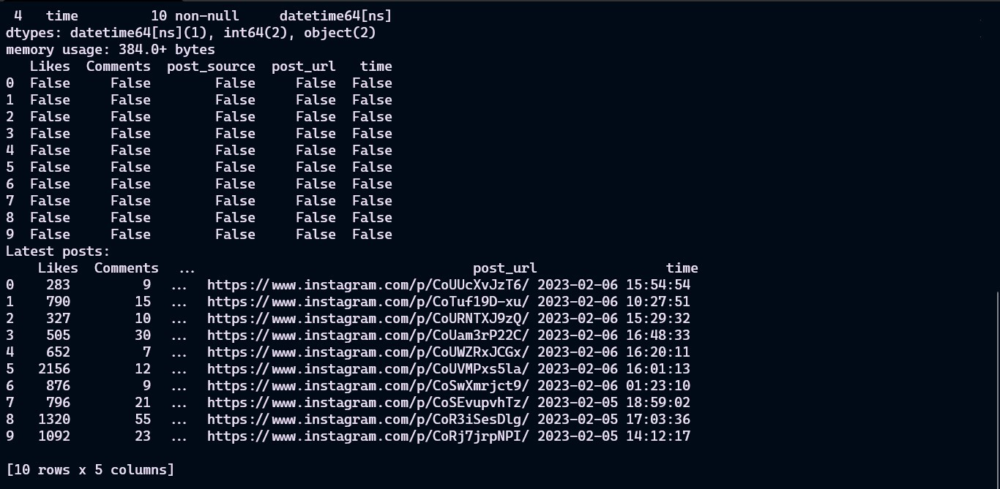 4   time         10 non-null     datetime64[ns]
dtypes: datetime64[ns](1), int64(2), object(2)
memory usage: 384.0+ bytes
   Likes  Comments  post_source  post_url   time
0  False     False        False     False  False
1  False     False        False     False  False
2  False     False        False     False  False
3  False     False        False     False  False
4  False     False        False     False  False
5  False     False        False     False  False
6  False     False        False     False  False
7  False     False        False     False  False
8  False     False        False     False  False
9  False     False        False     False  False
Latest posts:
    Likes  Comments  ...                                  post_url                time
0    283         9  ...  https://www.instagram.com/p/CoUUcXvJzT6/ 2023-02-06 15:54:54
1    790        15  ...  https://www.instagram.com/p/CoTuf19D-xu/ 2023-02-06 10:27:51
2    327        10  ...  https://www.instagram.com/p/CoURNTXJ9zQ/ 2023-02-06 15:29:32
3    505        30  ...  https://www.instagram.com/p/CoUam3rP22C/ 2023-02-06 16:48:33
4    652         7  ...  https://www.instagram.com/p/CoUWZRxJCGx/ 2023-02-06 16:20:11
5   2156        12  ...  https://www.instagram.com/p/CoUVMPxs5la/ 2023-02-06 16:01:13
6    876         9  ...  https://www.instagram.com/p/CoSwXmrjct9/ 2023-02-06 01:23:10
7    796        21  ...  https://www.instagram.com/p/CoSEvupvhTz/ 2023-02-05 18:59:02
8   1320        55  ...  https://www.instagram.com/p/CoR3iSesDlg/ 2023-02-05 17:03:36
9   1092        23  ...  https://www.instagram.com/p/CoRj7jrpNPI/ 2023-02-05 14:12:17
[10 rows x 5 columns]